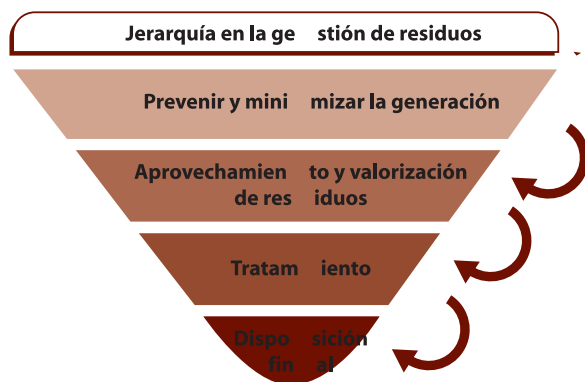 Jerarquía en la ge stión de residuos
Prevenir y mini mizar la generación
Aprovechamien to y valorización
de res iduos
Tratam iento
Dispo sición
fin al